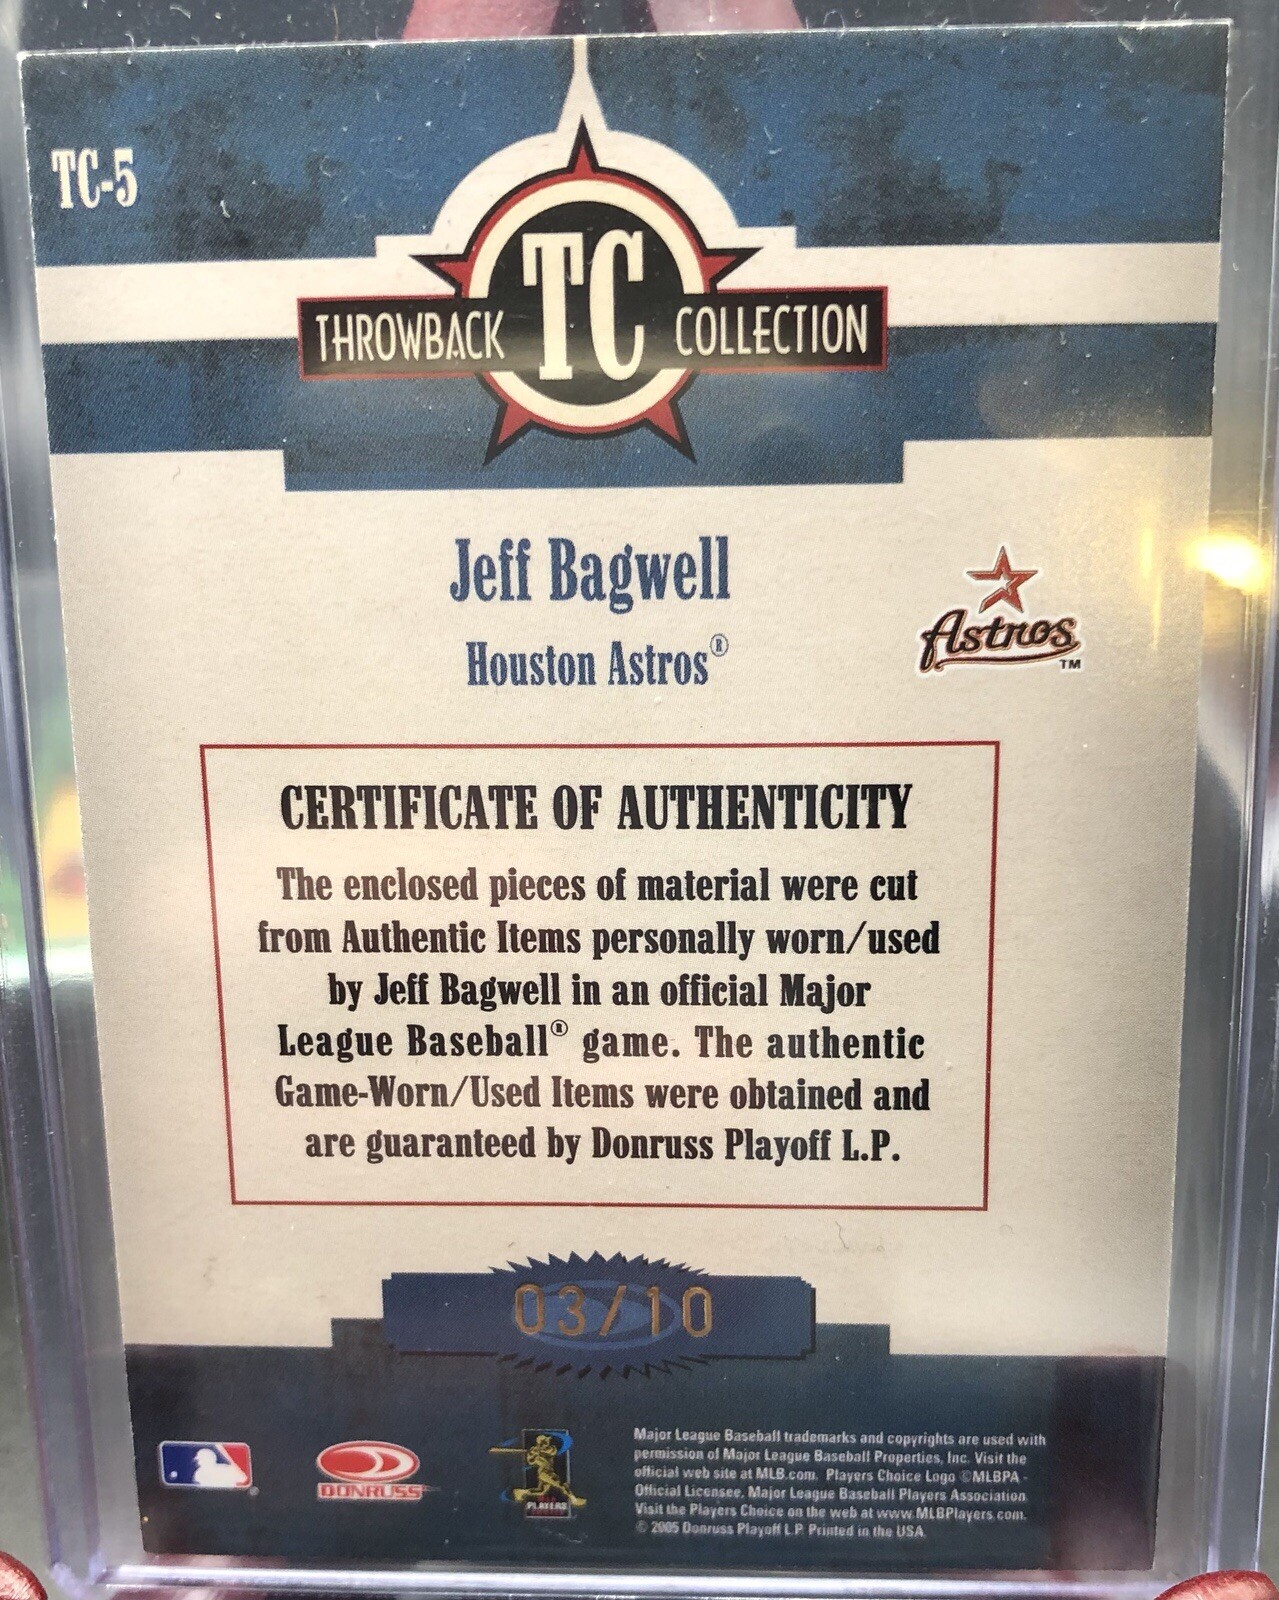 TC-5
THROWBACK TC COLLECTION
Jeff Bagwell
Houston Astros®
Astros™
CERTIFICATE OF AUTHENTICITY
The enclosed pieces of material were cut
from Authentic Items personally worn/used
by Jeff Bagwell in an official Major
League Baseball® game. The authentic
Game-Worn/Used Items were obtained and
are guaranteed by Donruss Playoff L.P.
03/10
DONRUSS
PLAYERS
Major League Baseball trademarks and copyrights are used with
permission of Major League Baseball Properties, Inc. Visit the
official web site at MLB.com. Players Choice Logo ©MLBPA -
Official Licensee, Major League Baseball Players Association
Visit the Players Choice on the web at www.MLBPlayers.com.
© 2005 Donruss Playoff L.P. Printed in the USA